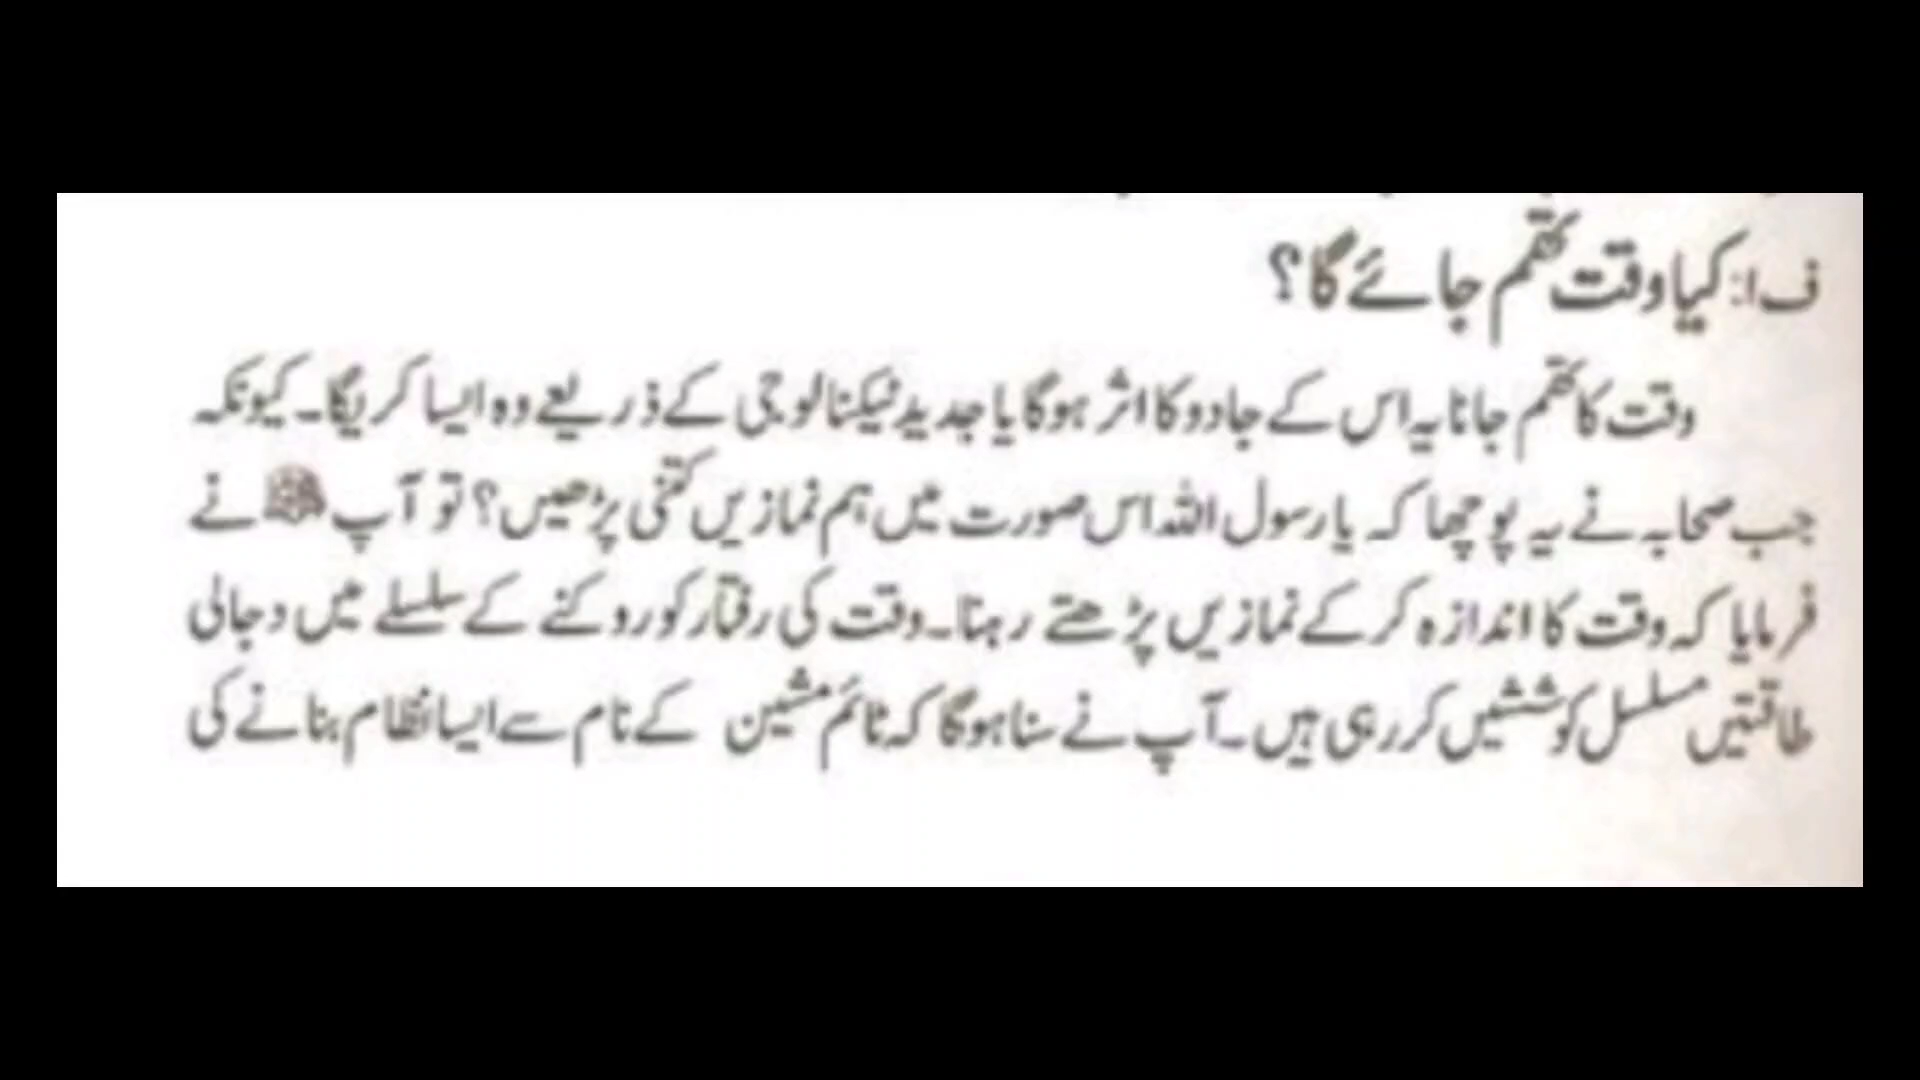 ف ا: کیا وقت تھم جائے گا؟
وقت کا تھم جانا یہ اس کے جادو کا اثر ہوگا یا جدید ٹیکنالوجی کے ذریعے وہ ایسا کریگا۔ کیونکہ
جب صحابہ نے یہ پوچھا کہ یا رسول اللہ اس صورت میں ہم نمازیں کتنی پڑھیں؟ تو آپ ﷺ نے
فرمایا کہ وقت کا اندازہ کر کے نمازیں پڑھتے رہنا۔ وقت کی رفتار کو روکنے کے سلسلے میں دجالی
طاقتیں مسلسل کوششیں کر رہی ہیں۔ آپ نے سنا ہوگا کہ ٹائم مشین کے نام سے ایسا نظام بنانے کی